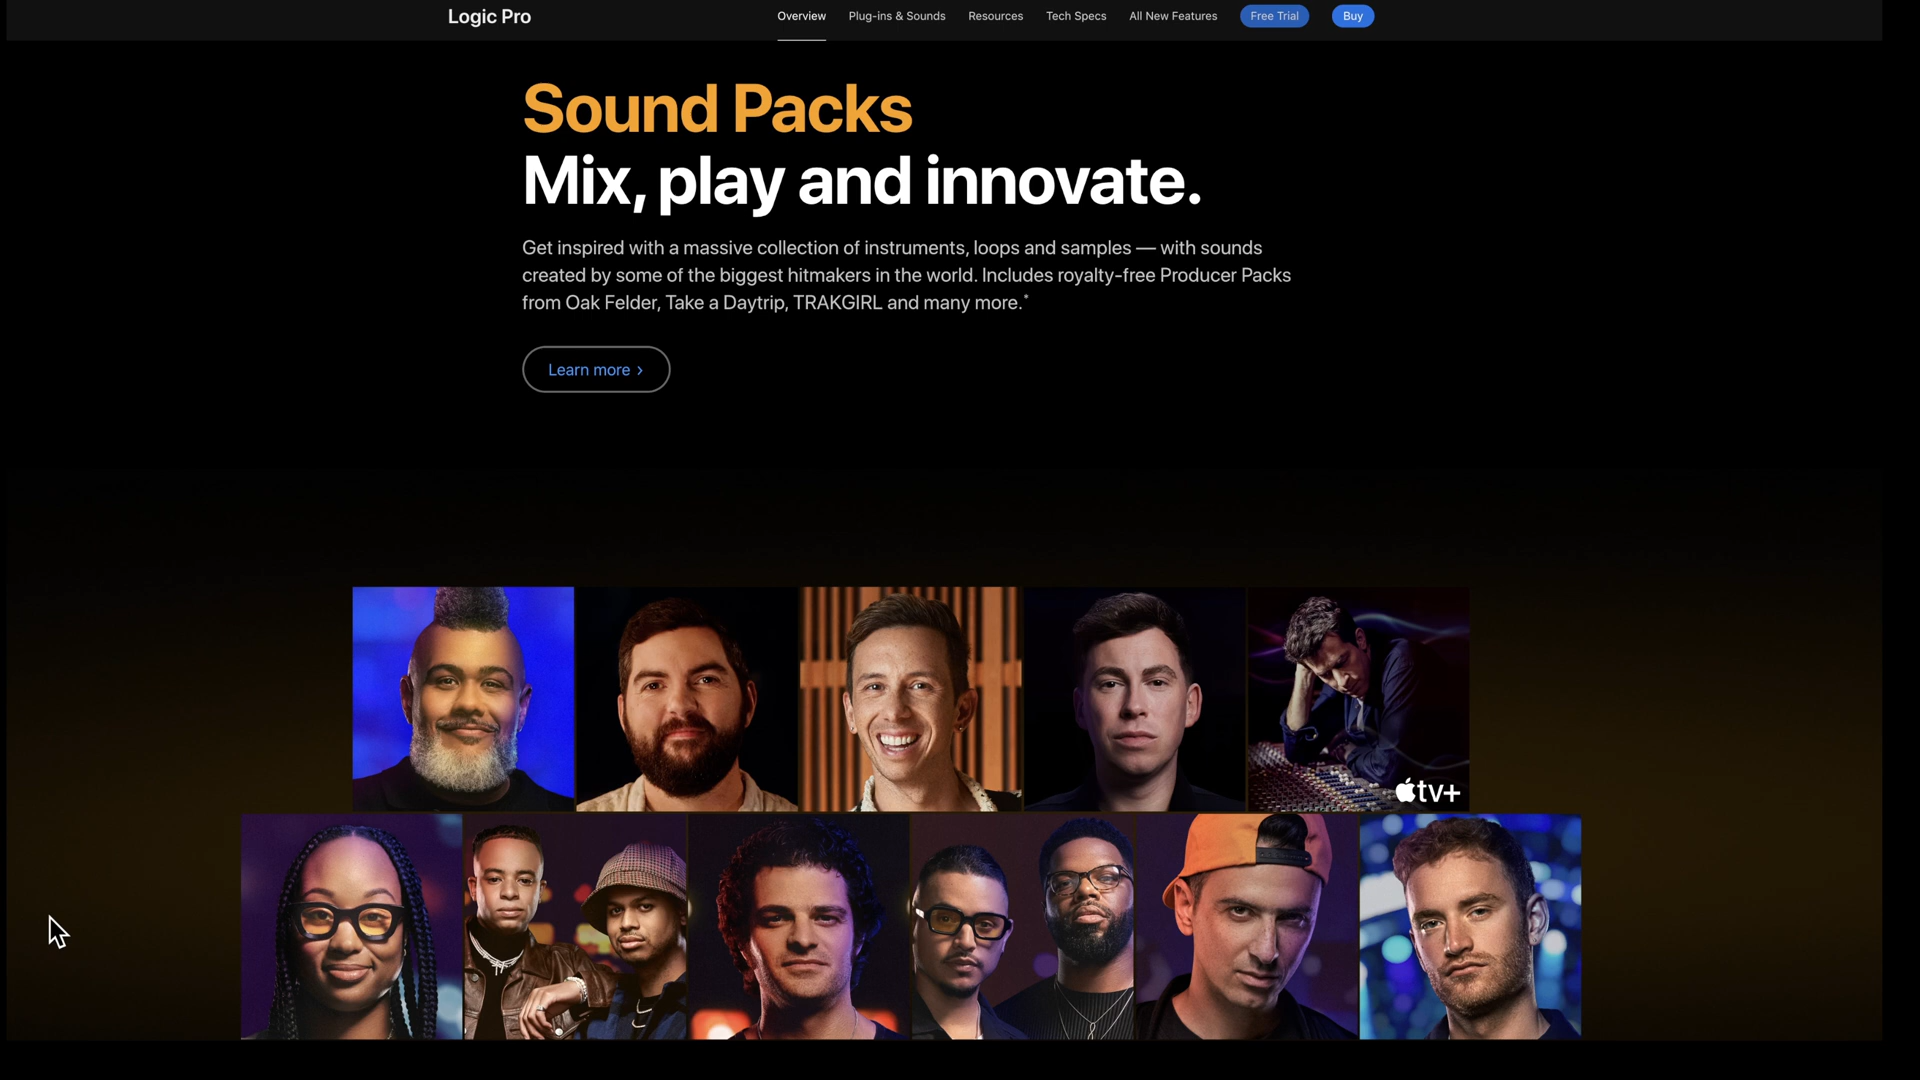 Logic Pro
Overview
Plug-ins & Sounds
Resources
Tech Specs
All New Features
Free Trial
Buy
Sound Packs
Mix, play and innovate.
Get inspired with a massive collection of instruments, loops and samples — with sounds
created by some of the biggest hitmakers in the world. Includes royalty-free Producer Packs
from Oak Felder, Take a Daytrip, TRAKGIRL and many more.*
Learn more ›
tv+